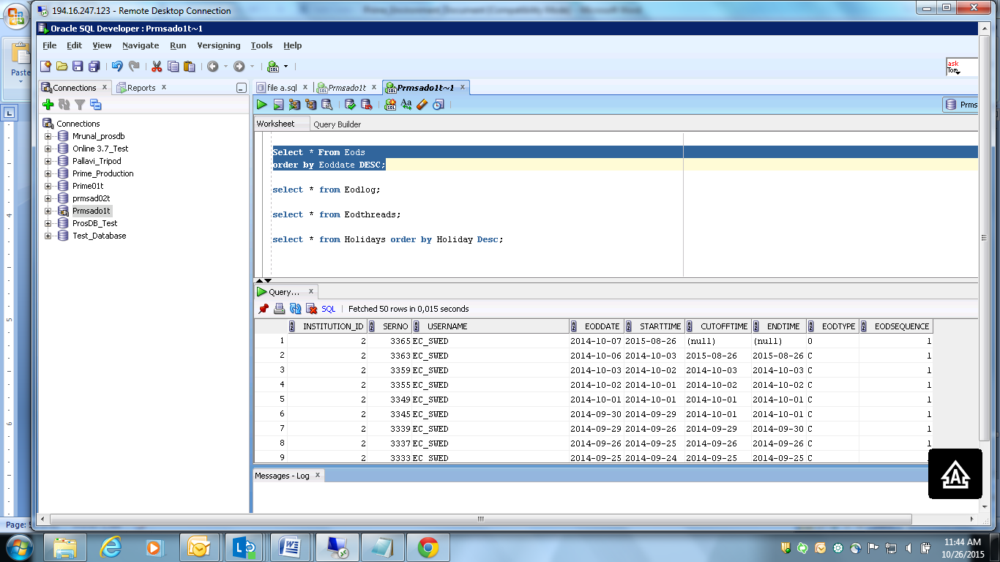 194.16.247.123 - Remote Desktop Connection
Oracle SQL Developer : Prmsado1t~1
File Edit View Navigate Run Versioning Tools Help
Paste
ask
Tom
Connections x Reports x
file a.sql x Prmsado1t x Prmsado1t~1 x
Prms
Worksheet Query Builder
Connections
Mrunal_prosdb
Online 3.7_Test
Pallavi_Tripod
Prime_Production
Prime01t
prmsad02t
Prmsado1t
ProsDB_Test
Test_Database
Select * From Eods
order by Eoddate DESC;
select * from Eodlog;
select * from Eodthreads;
select * from Holidays order by Holiday Desc;
Query... x
SQL | Fetched 50 rows in 0,015 seconds
INSTITUTION_ID SERNO USERNAME EODDATE STARTTIME CUTOFFTIME ENDTIME EODTYPE EODSEQUENCE
1 2 3365 EC_SWED 2014-10-07 2015-08-26 (null) (null) O 1
2 2 3363 EC_SWED 2014-10-06 2014-10-03 2015-08-26 2015-08-26 C 1
3 2 3359 EC_SWED 2014-10-03 2014-10-02 2014-10-03 2014-10-03 C 1
4 2 3355 EC_SWED 2014-10-02 2014-10-01 2014-10-02 2014-10-02 C 1
5 2 3349 EC_SWED 2014-10-01 2014-10-01 2014-10-01 2014-10-01 C 1
6 2 3345 EC_SWED 2014-09-30 2014-09-29 2014-10-01 2014-10-01 C 1
7 2 3339 EC_SWED 2014-09-29 2014-09-26 2014-09-29 2014-09-30 C 1
8 2 3337 EC_SWED 2014-09-26 2014-09-25 2014-09-26 2014-09-26 C 1
9 2 3333 EC_SWED 2014-09-25 2014-09-24 2014-09-25 2014-09-25 C
Messages - Log x
A
L
4
5
6
Page: 5
11:44 AM
10/26/2015